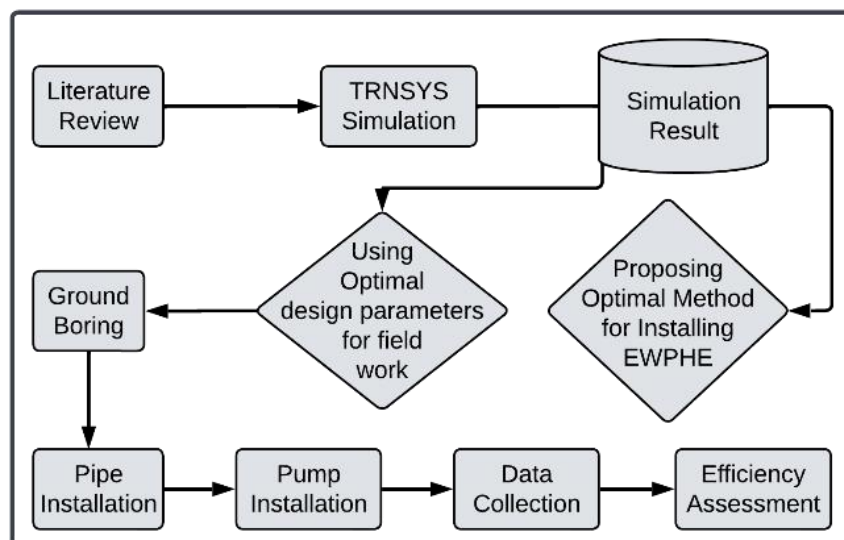 Literature
Review
TRNSYS
Simulation
Simulation
Result
Using
Optimal
design parameters
for field
work
Proposing
Optimal Method
for Installing
EWPHE
Ground
Boring
Pipe
Installation
Pump
Installation
Data
Collection
Efficiency
Assessment